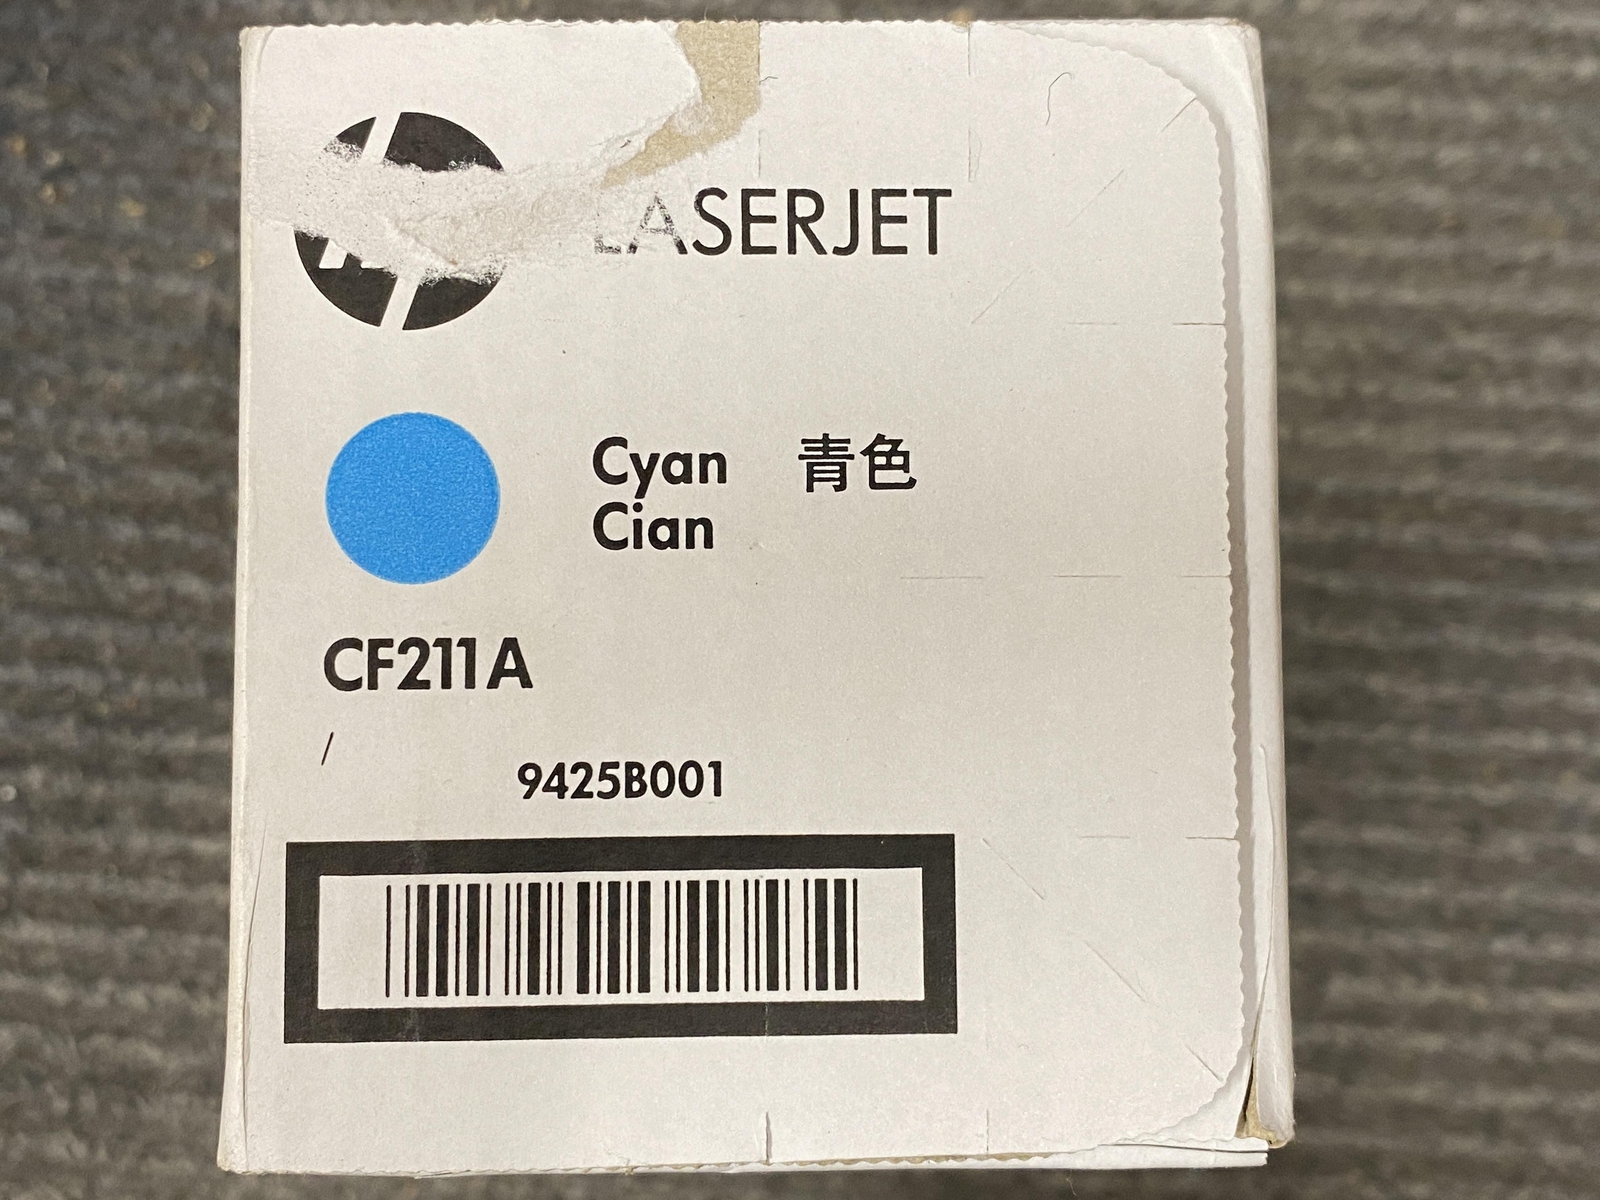 LASERJET
Cyan 青色
Cian
CF211A
/
9425B001